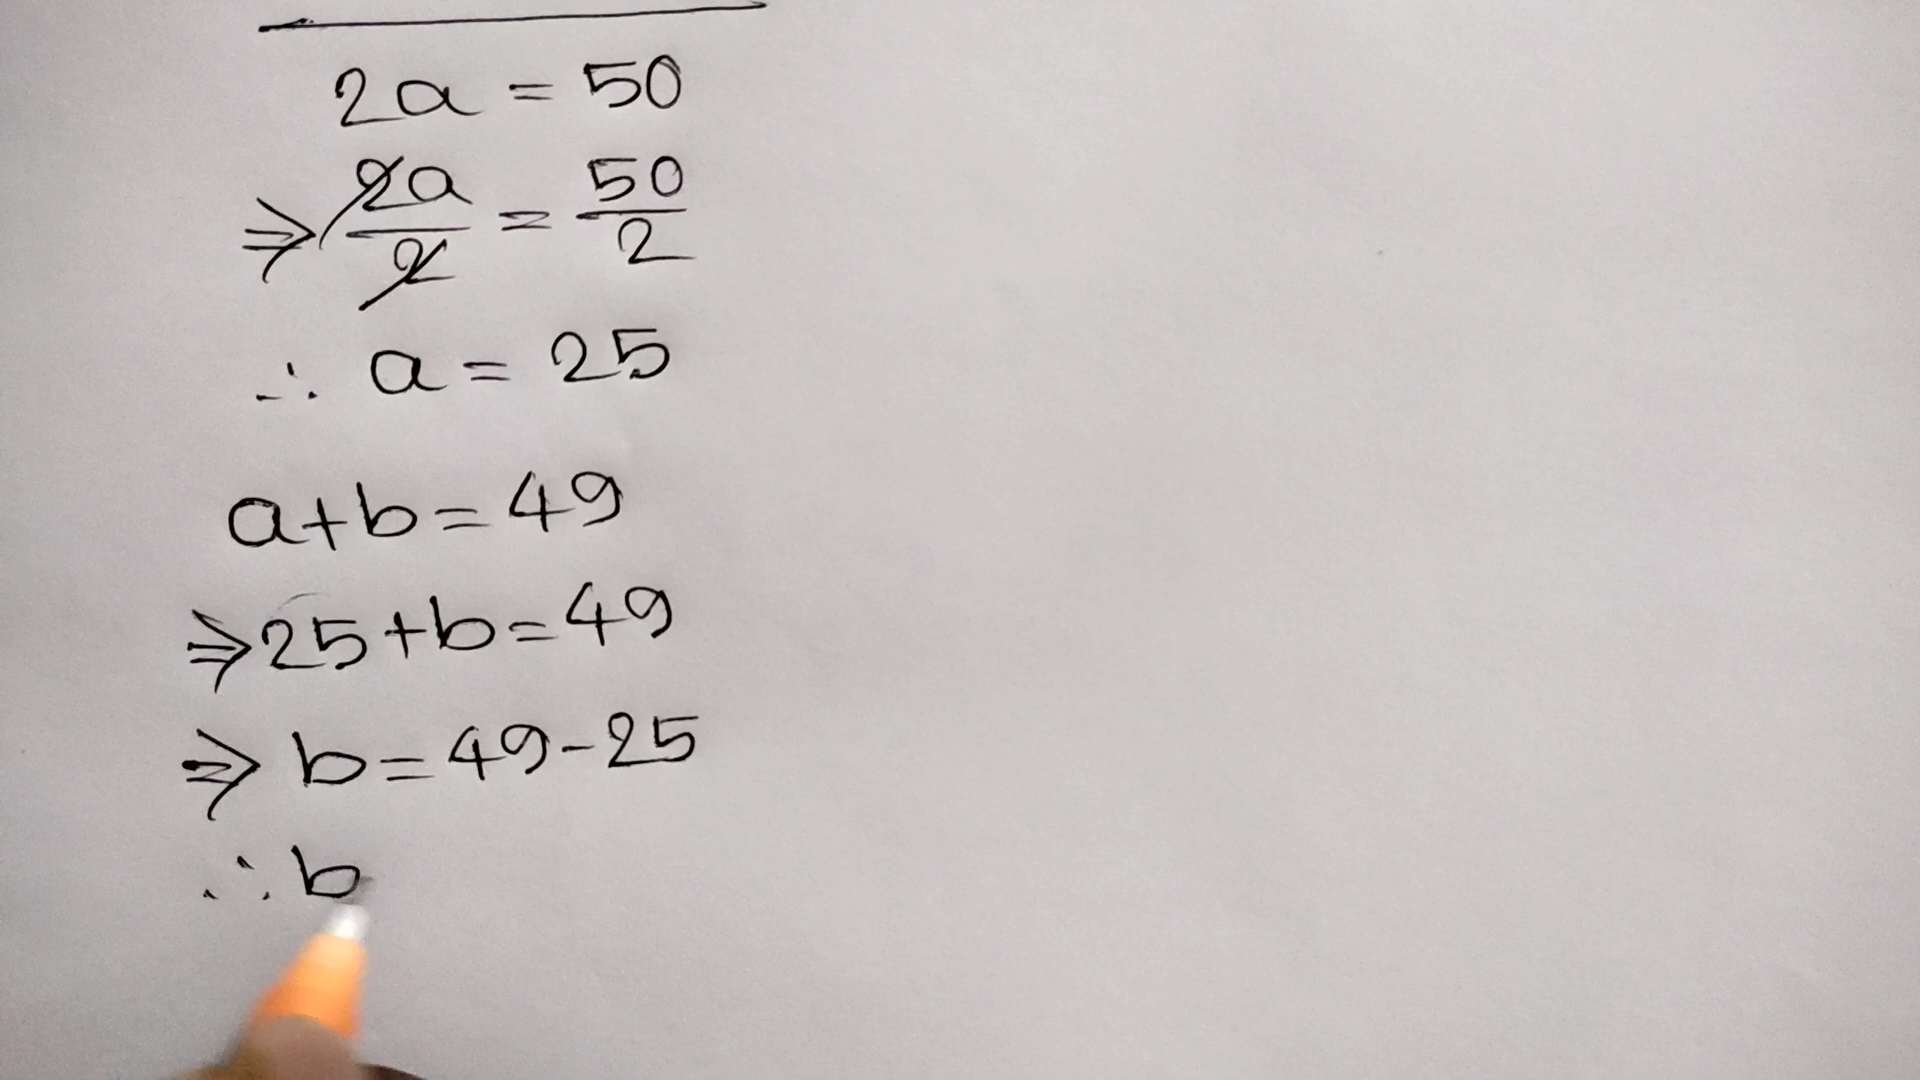 2a = 50
⇒ 2a/2 = 50/2
∴ a = 25
a+b=49
⇒25+b=49
⇒ b=49-25
∴ b